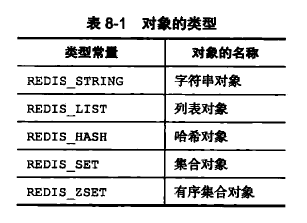 表 8-1 对象的类型
类型常量 对象的名称
REDIS_STRING 字符串对象
REDIS_LIST 列表对象
REDIS_HASH 哈希对象
REDIS_SET 集合对象
REDIS_ZSET 有序集合对象